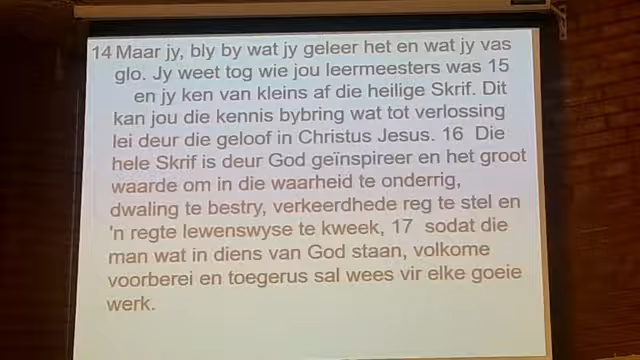 14 Maar jy, bly by wat jy geleer het en wat jy vas
glo. Jy weet tog wie jou leermeesters was 15
en jy ken van kleins af die heilige Skrif. Dit
kan jou die kennis bybring wat tot verlossing
lei deur die geloof in Christus Jesus. 16 Die
hele Skrif is deur God geïnspireer en het groot
waarde om in die waarheid te onderrig,
dwaling te bestry, verkeerdhede reg te stel en
'n regte lewenswyse te kweek, 17 sodat die
man wat in diens van God staan, volkome
voorberei en toegerus sal wees vir elke goeie
werk.